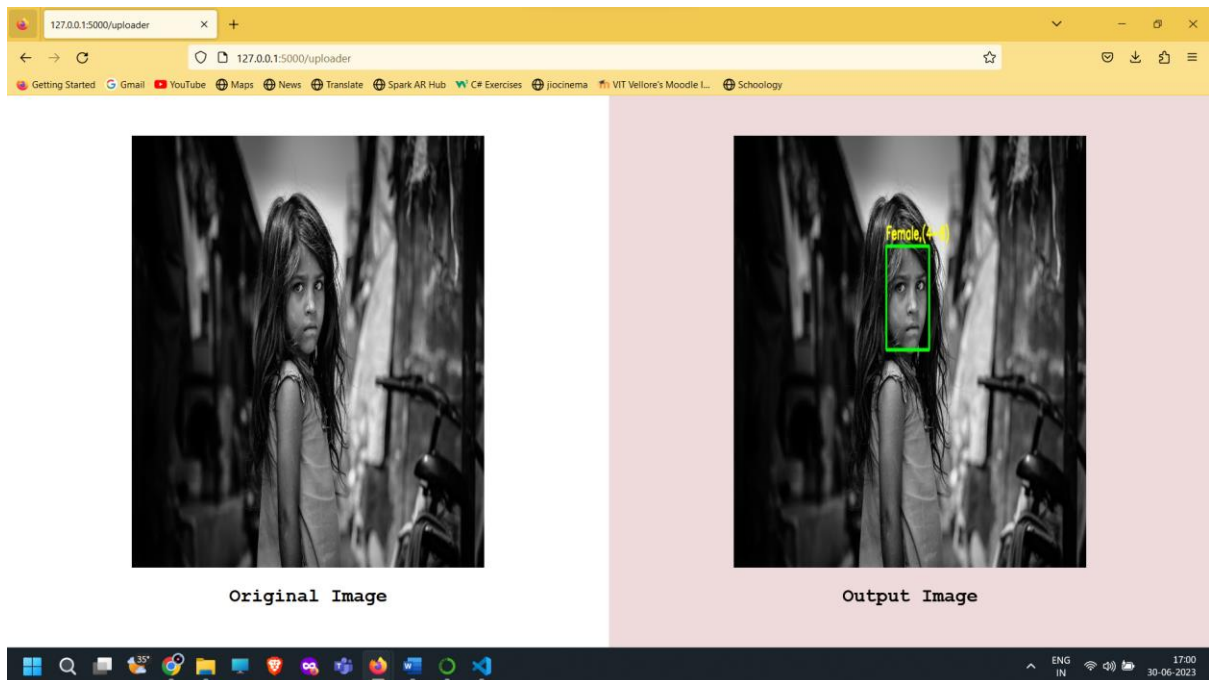 127.0.0.1:5000/uploader
127.0.0.1:5000/uploader
Getting Started Gmail YouTube Maps News Translate Spark AR Hub C# Exercises jiocinema VIT Vellore's Moodle l... Schoology
Female,(4-6)
Original Image Output Image
35°
ENG 17:00
IN 30-06-2023